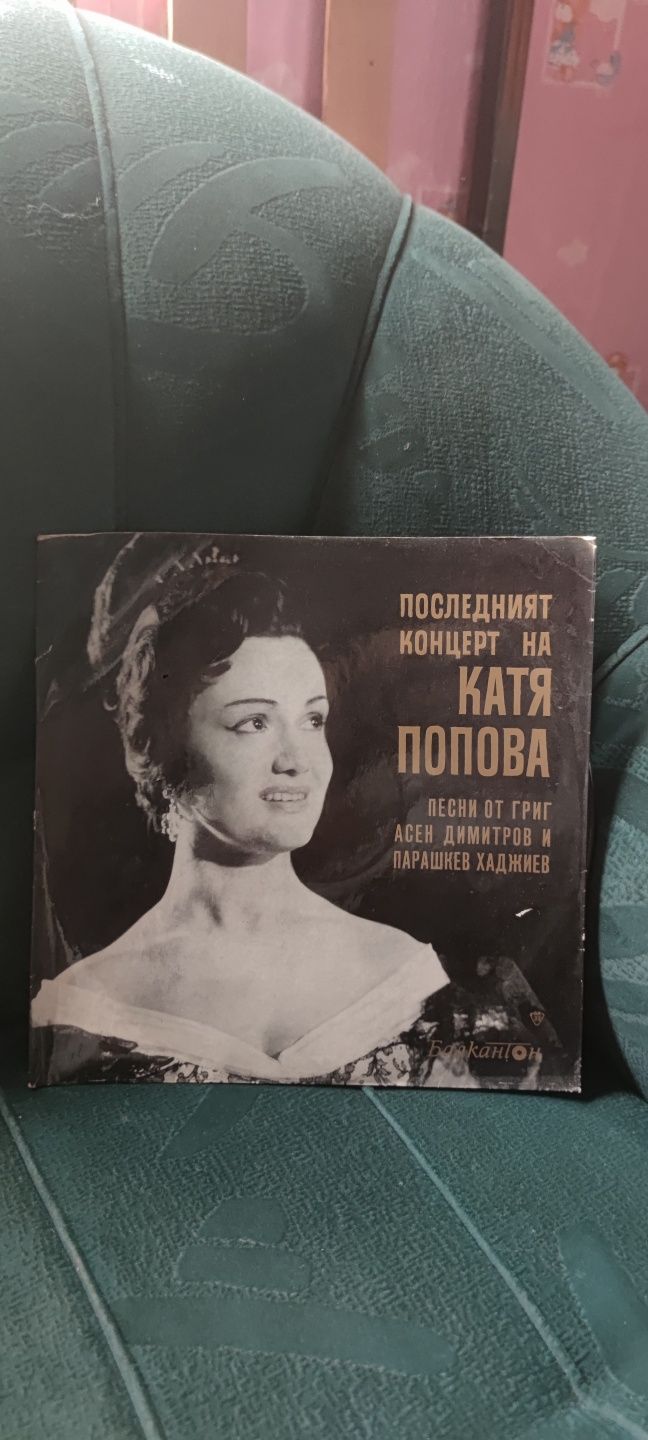 ПОСЛЕДНИЯТ
КОНЦЕРТ НА
КАТЯ
ПОПОВА
ПЕСНИ ОТ ГРИГ
АСЕН ДИМИТРОВ И
ПАРАШКЕВ ХАДЖИЕВ
Балкантон